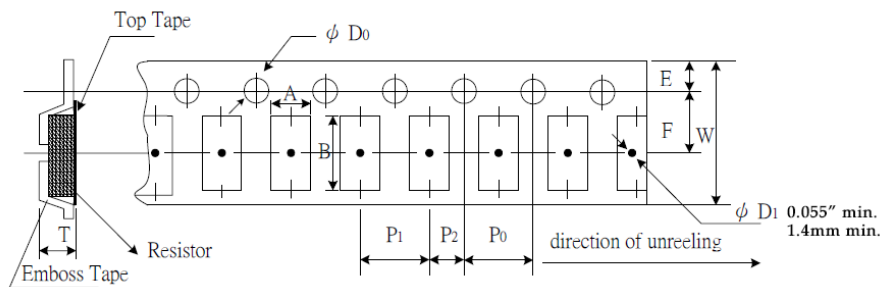 Top Tape
ϕ D0
A
E
B
F
W
T
Resistor
Emboss Tape
P1
P2
P0
direction of unreeling
ϕ D1 0.055" min.
1.4mm min.